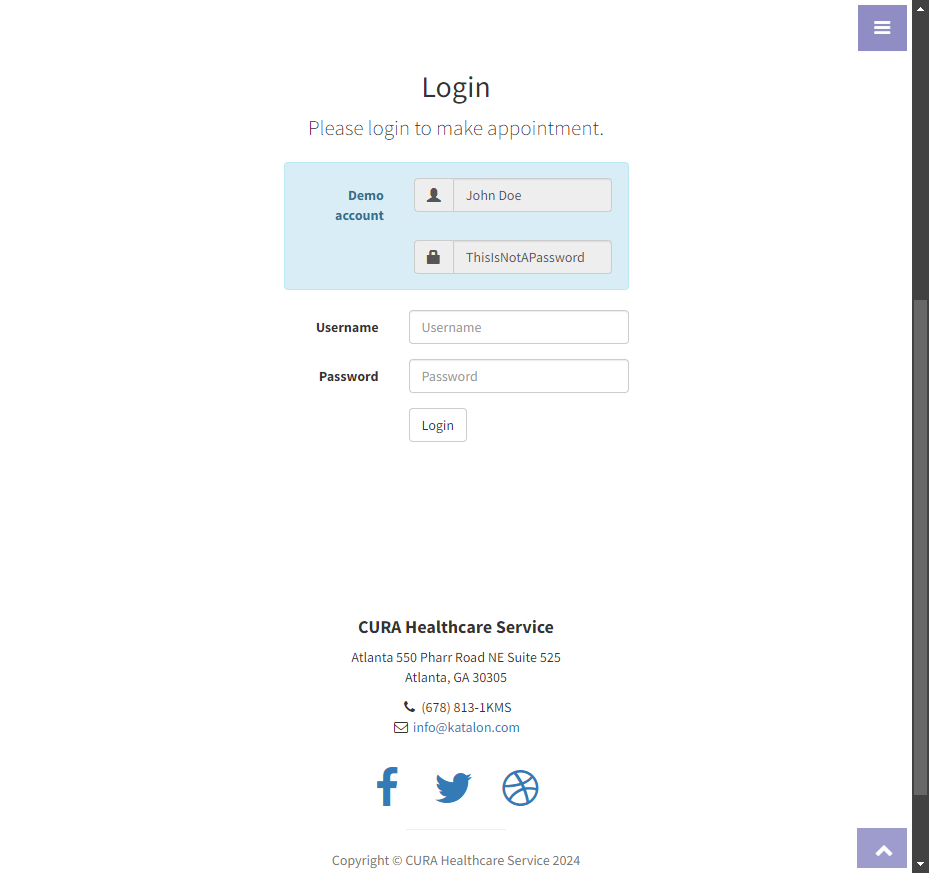 Login
Please login to make appointment.
Demo account
John Doe
ThisIsNotAPassword
Username
Username
Password
Password
Login
CURA Healthcare Service
Atlanta 550 Pharr Road NE Suite 525
Atlanta, GA 30305
(678) 813-1KMS
info@katalon.com
Copyright © CURA Healthcare Service 2024